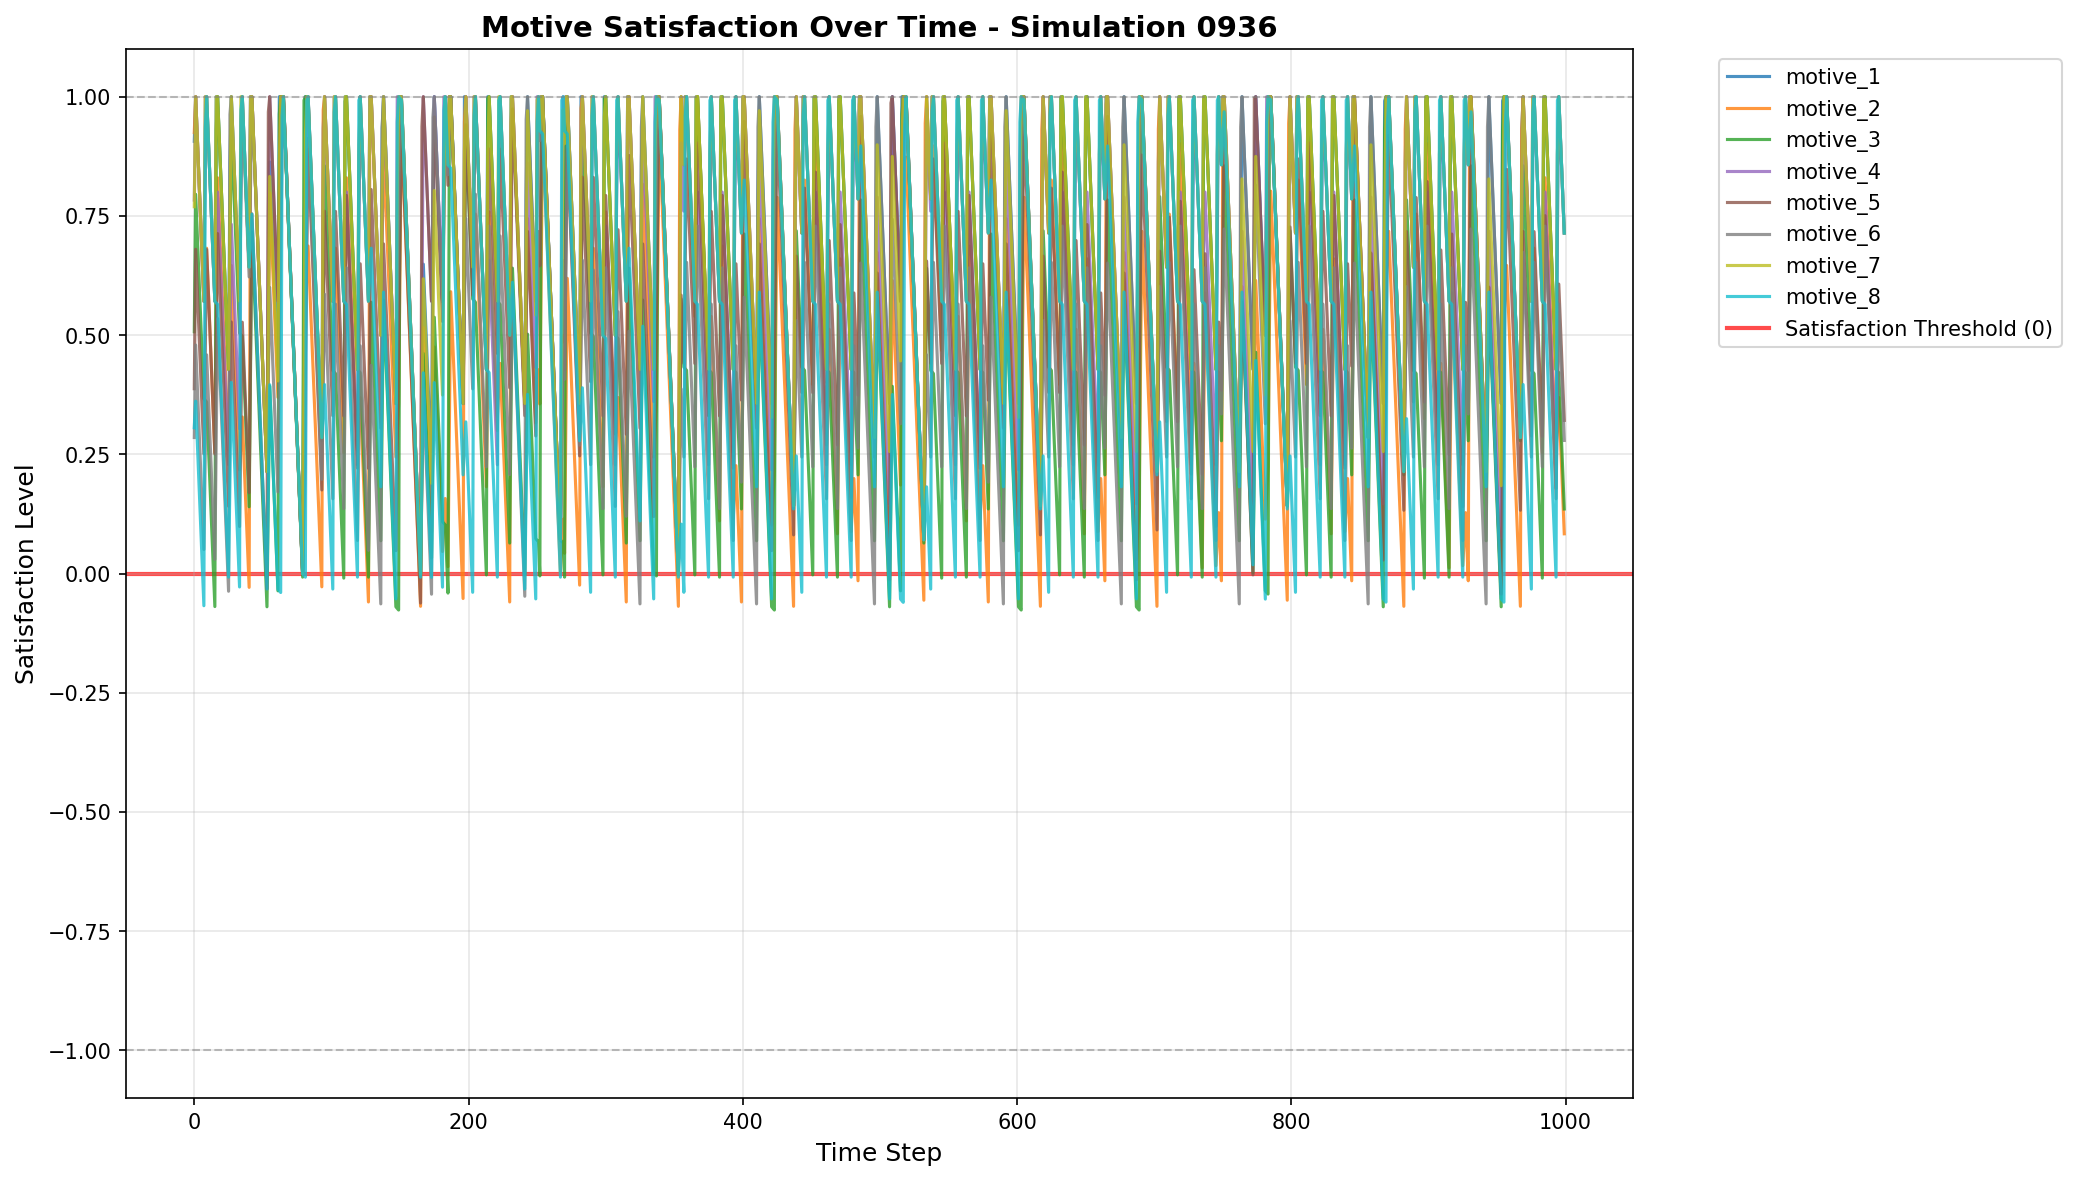 Motive Satisfaction Over Time - Simulation 0936
Satisfaction Level
1.00
0.75
0.50
0.25
0.00
−0.25
−0.50
−0.75
−1.00
0
200
400
600
800
1000
Time Step
motive_1
motive_2
motive_3
motive_4
motive_5
motive_6
motive_7
motive_8
Satisfaction Threshold (0)